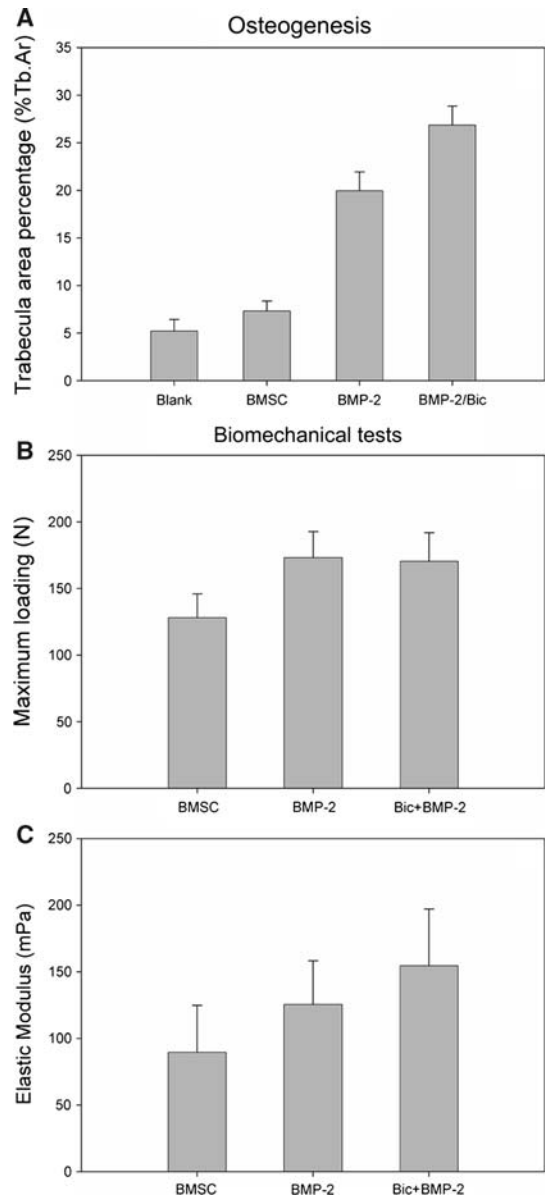 A
Osteogenesis
Trabecula area percentage (%Tb.Ar)
35
30
25
20
15
10
5
0
Blank
BMSC
BMP-2
BMP-2/Bic
B
Biomechanical tests
Maximum loading (N)
250
200
150
100
50
0
BMSC
BMP-2
Bic+BMP-2
C
Elastic Modulus (mPa)
250
200
150
100
50
0
BMSC
BMP-2
Bic+BMP-2